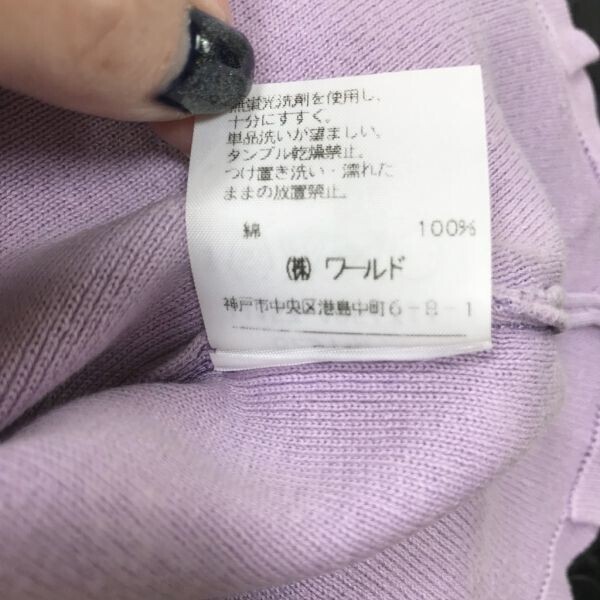 無蛍光洗剤を使用し、
十分にすすぐ。
単品洗いが望ましい。
タンブル乾燥禁止。
つけ置き洗い・濡れた
ままの放置禁止。
綿 100%
(株) ワールド
神戸市中央区港島中町6-8-1